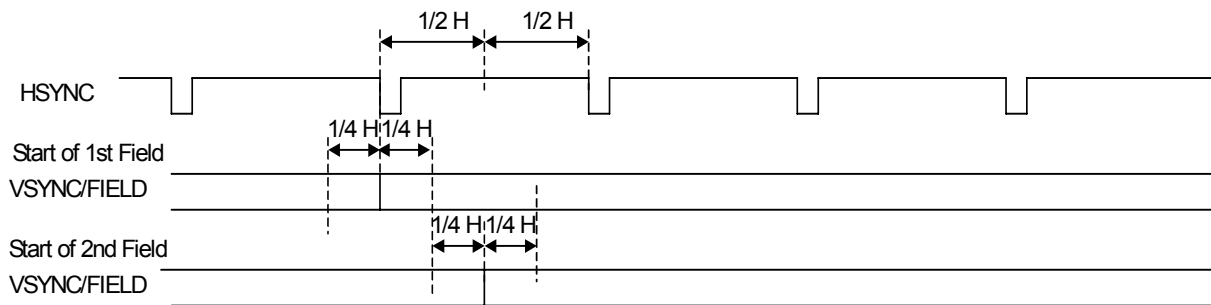 1/2 H 1/2 H
HSYNC
1/4 H 1/4 H
Start of 1st Field
VSYNC/FIELD
1/4 H 1/4 H
Start of 2nd Field
VSYNC/FIELD